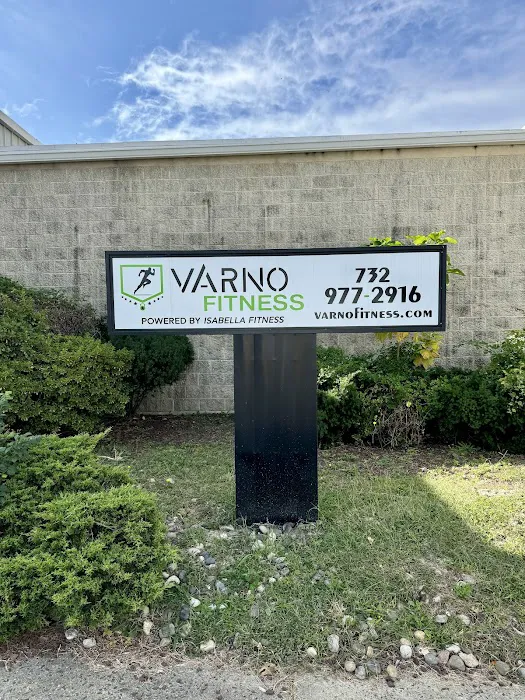 VARNO
FITNESS
POWERED BY ISABELLA FITNESS
732
977-2916
VARNOFITNESS.COM